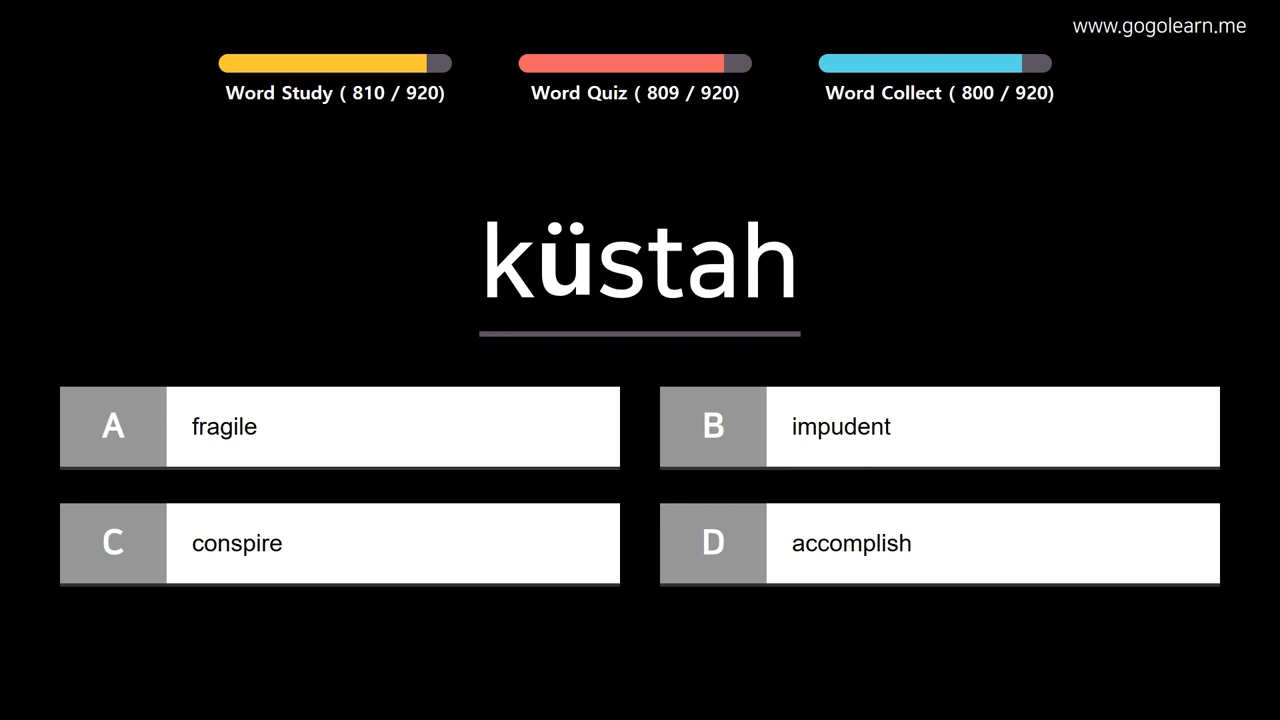 www.gogolearn.me
Word Study ( 810 / 920)
Word Quiz ( 809 / 920)
Word Collect ( 800 / 920)
küstah
A fragile
B impudent
C conspire
D accomplish